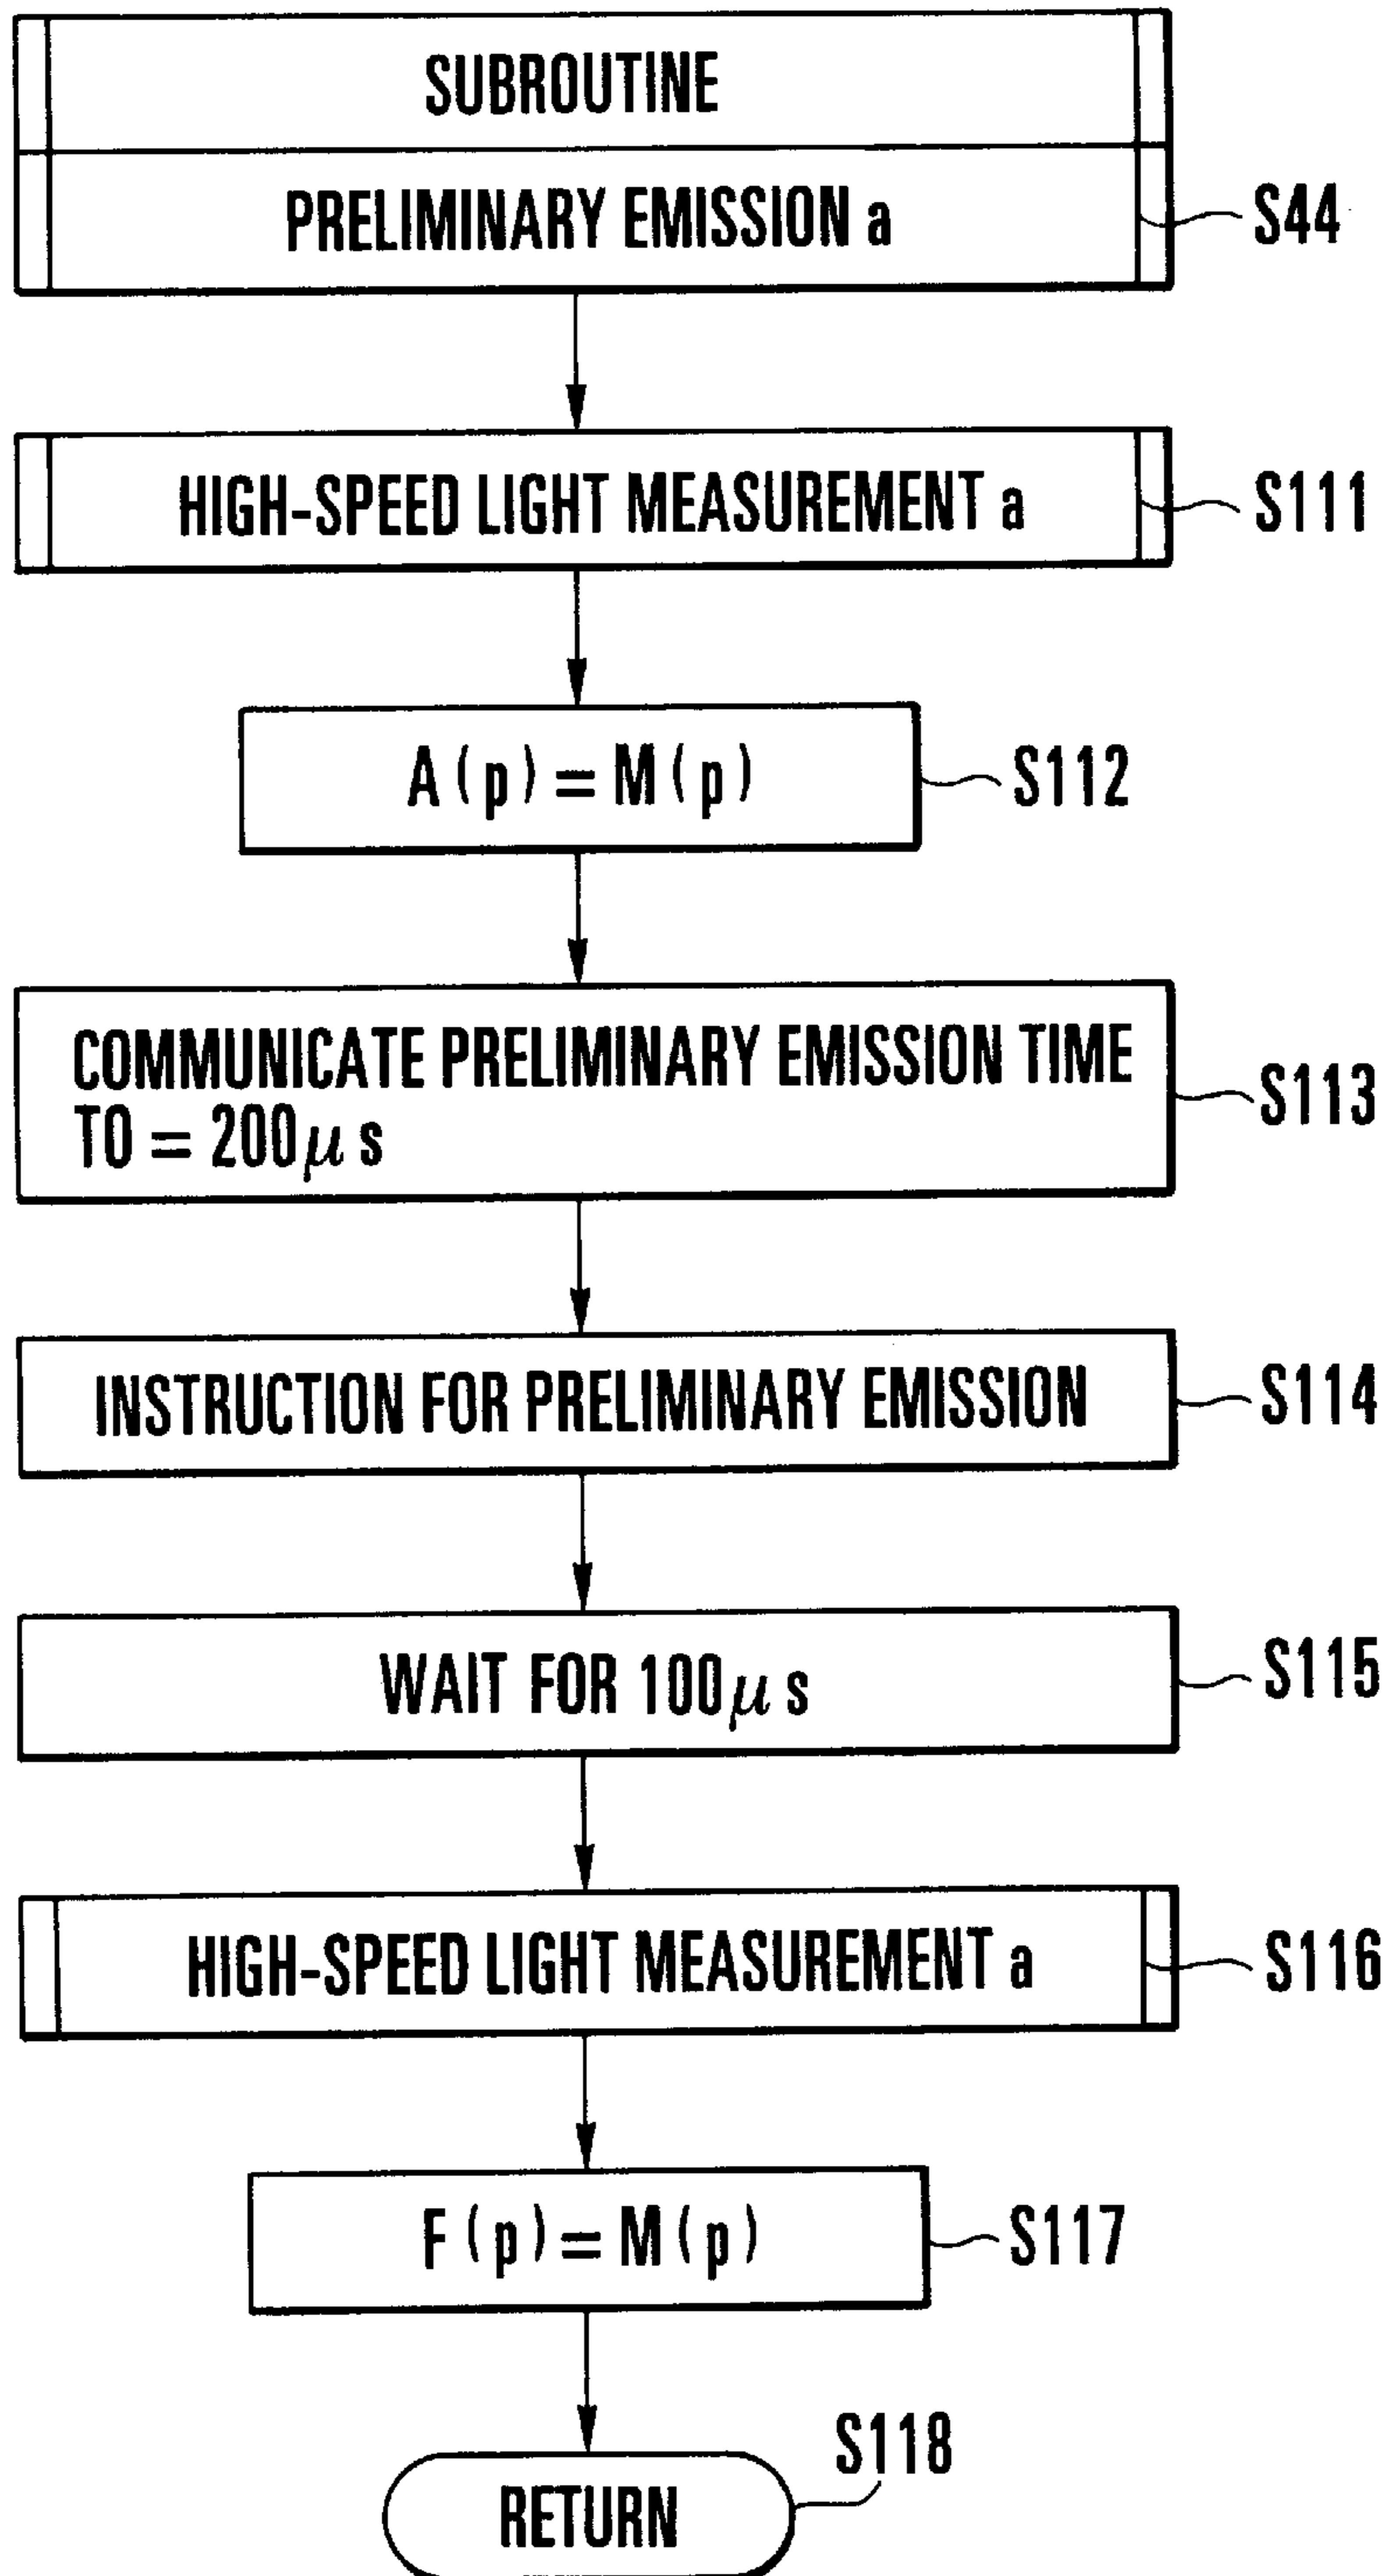 SUBROUTINE
PRELIMINARY EMISSION a
S44
HIGH-SPEED LIGHT MEASUREMENT a
S111
A(p) = M(p)
S112
COMMUNICATE PRELIMINARY EMISSION TIME
T0 = 200μs
S113
INSTRUCTION FOR PRELIMINARY EMISSION
S114
WAIT FOR 100μs
S115
HIGH-SPEED LIGHT MEASUREMENT a
S116
F(p) = M(p)
S117
S118
RETURN